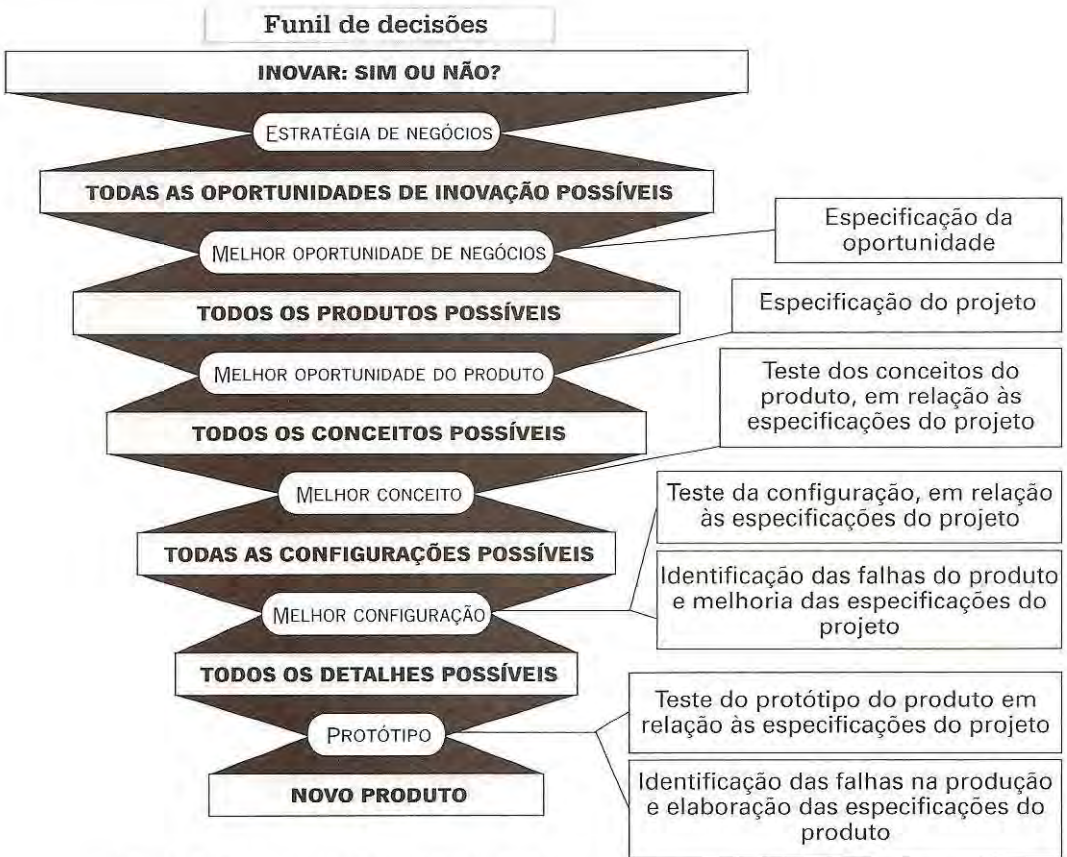 Funil de decisões
INOVAR: SIM OU NÃO?
ESTRATÉGIA DE NEGÓCIOS
TODAS AS OPORTUNIDADES DE INOVAÇÃO POSSÍVEIS
MELHOR OPORTUNIDADE DE NEGÓCIOS
Especificação da
oportunidade
TODOS OS PRODUTOS POSSÍVEIS
Especificação do projeto
MELHOR OPORTUNIDADE DO PRODUTO
Teste dos conceitos do
produto, em relação às
especificações do projeto
TODOS OS CONCEITOS POSSÍVEIS
MELHOR CONCEITO
Teste da configuração, em relação
às especificações do projeto
TODAS AS CONFIGURAÇÕES POSSÍVEIS
Identificação das falhas do produto
e melhoria das especificações do
projeto
MELHOR CONFIGURAÇÃO
TODOS OS DETALHES POSSÍVEIS
Teste do protótipo do produto em
relação às especificações do projeto
PROTÓTIPO
Identificação das falhas na produção
e elaboração das especificações do
produto
NOVO PRODUTO